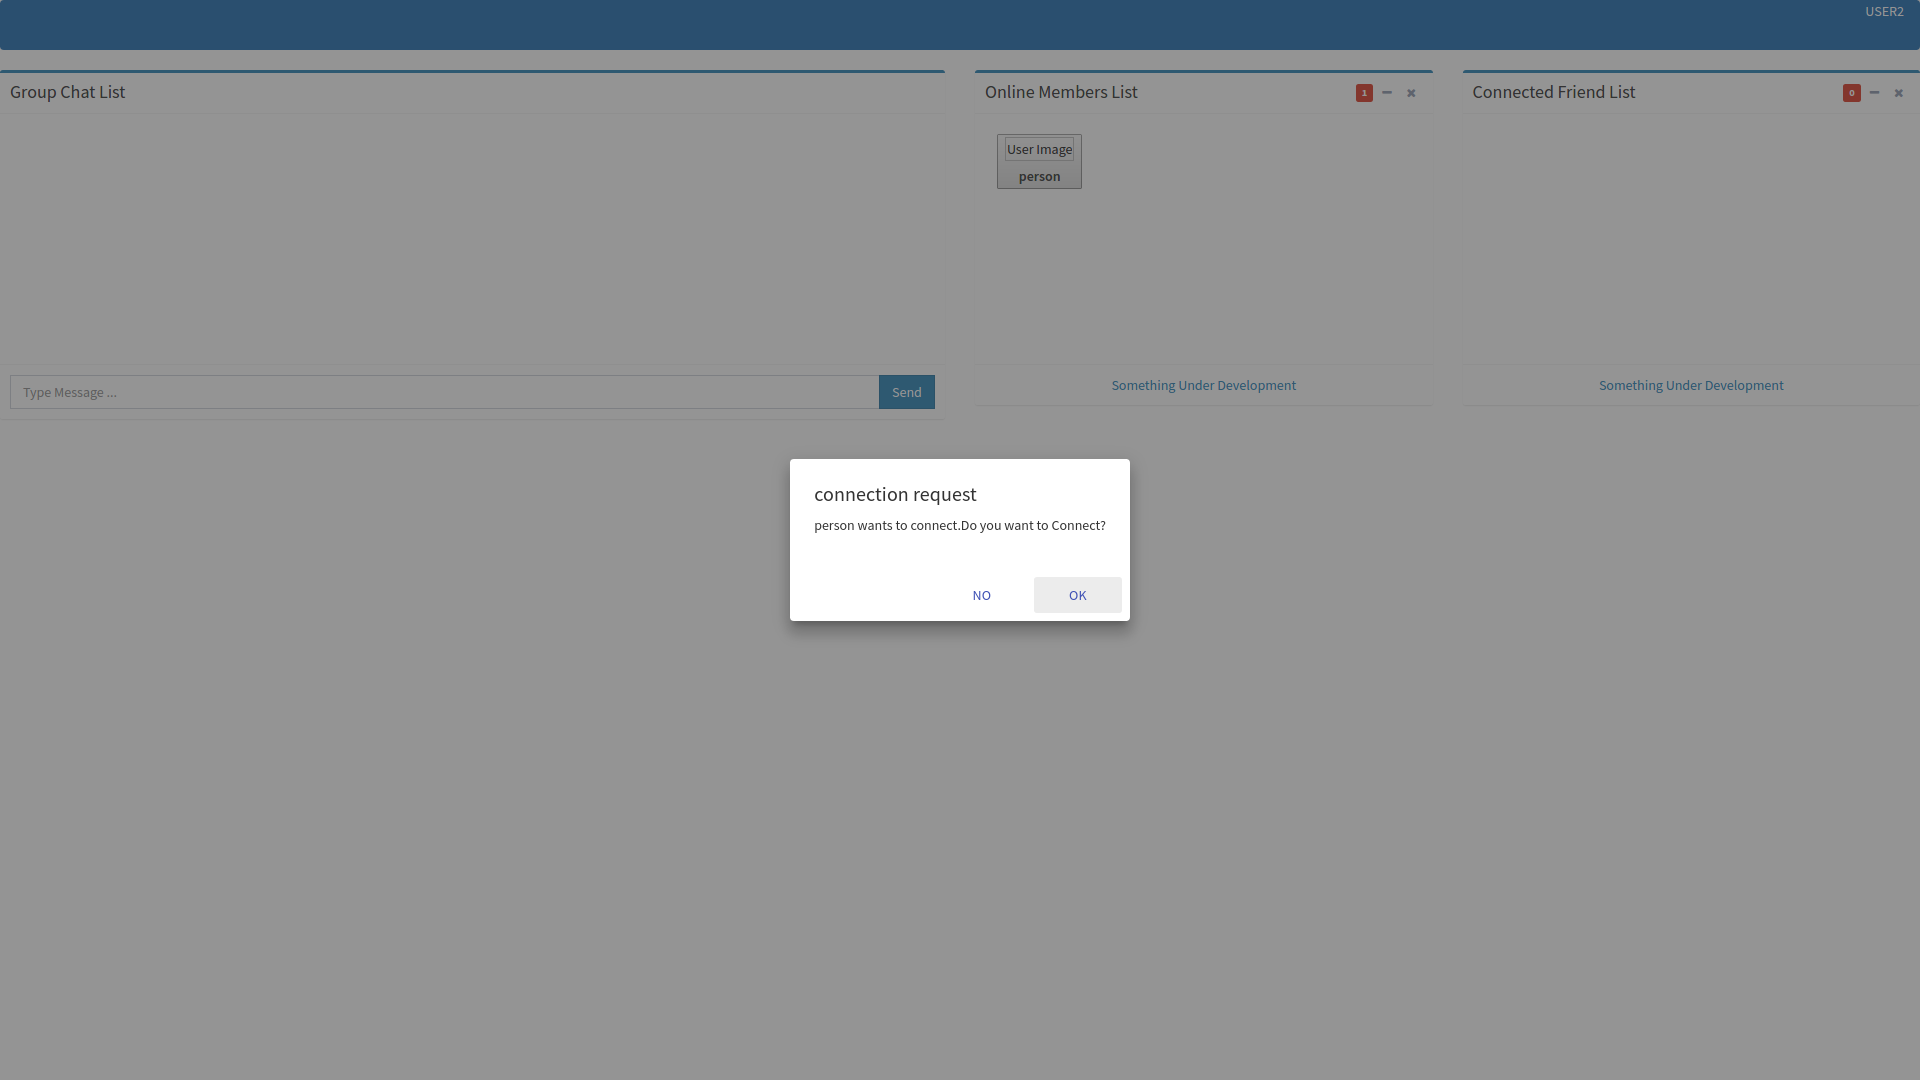 USER2
Group Chat List
Online Members List
1
Connected Friend List
0
User Image
person
Type Message ...
Send
Something Under Development
Something Under Development
connection request
person wants to connect.Do you want to Connect?
NO
OK